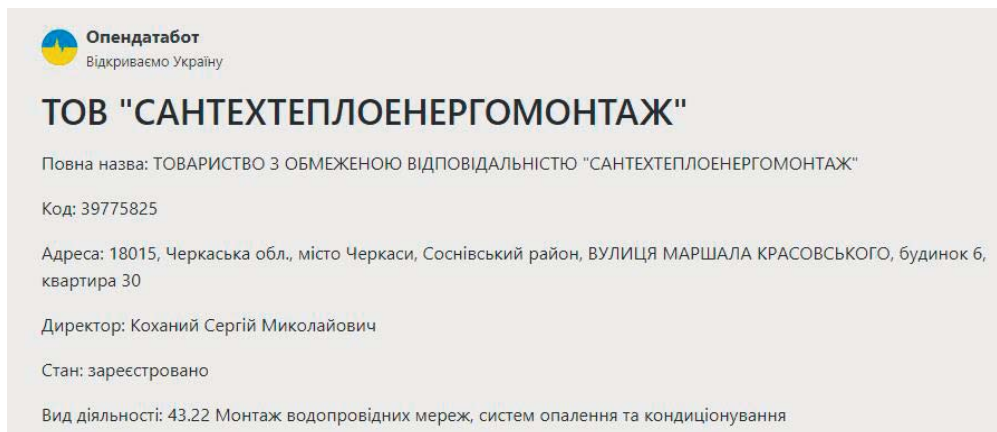 Опендатабот
Відкриваємо Україну
ТОВ "САНТЕХТЕПЛОЕНЕРГОМОНТАЖ"
Повна назва: ТОВАРИСТВО З ОБМЕЖЕНОЮ ВІДПОВІДАЛЬНІСТЮ "САНТЕХТЕПЛОЕНЕРГОМОНТАЖ"
Код: 39775825
Адреса: 18015, Черкаська обл., місто Черкаси, Соснівський район, ВУЛИЦЯ МАРШАЛА КРАСОВСЬКОГО, будинок 6,
квартира 30
Директор: Коханий Сергій Миколайович
Стан: зареєстровано
Вид діяльності: 43.22 Монтаж водопровідних мереж, систем опалення та кондиціонування